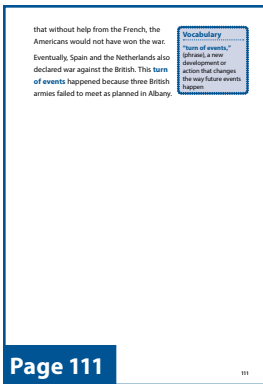 that without help from the French, the
Americans would not have won the war.
Eventually, Spain and the Netherlands also
declared war against the British. This turn
of events happened because three British
armies failed to meet as planned in Albany.
Vocabulary
“turn of events,”
(phrase), a new
development or
action that changes
the way future events
happen
Page 111
111